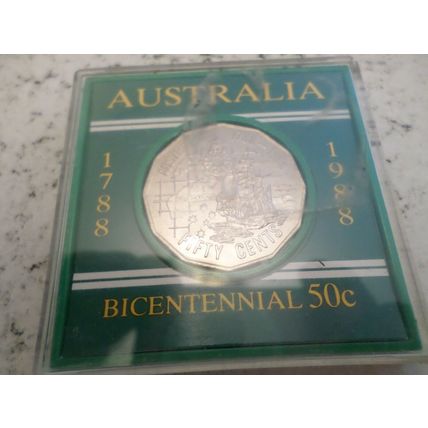 AUSTRALIA
1788
1988
FIFTY CENTS
BICENTENNIAL 50c